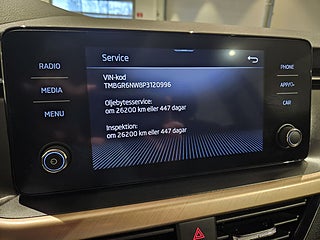 Service
RADIO
MEDIA
MENU
VIN-kod
TMBGR6NW8P3120996
Oljebytesservice:
om 26200 km eller 447 dagar
Inspektion:
om 26200 km eller 447 dagar
PHONE
APP/
CAR